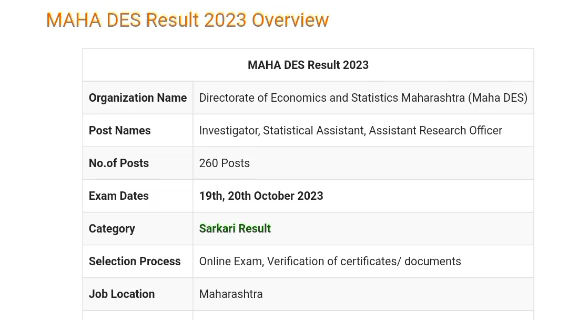 MAHA DES Result 2023 Overview
MAHA DES Result 2023
Organization Name Directorate of Economics and Statistics Maharashtra (Maha DES)
Post Names Investigator, Statistical Assistant, Assistant Research Officer
No.of Posts 260 Posts
Exam Dates 19th, 20th October 2023
Category Sarkari Result
Selection Process Online Exam, Verification of certificates/ documents
Job Location Maharashtra